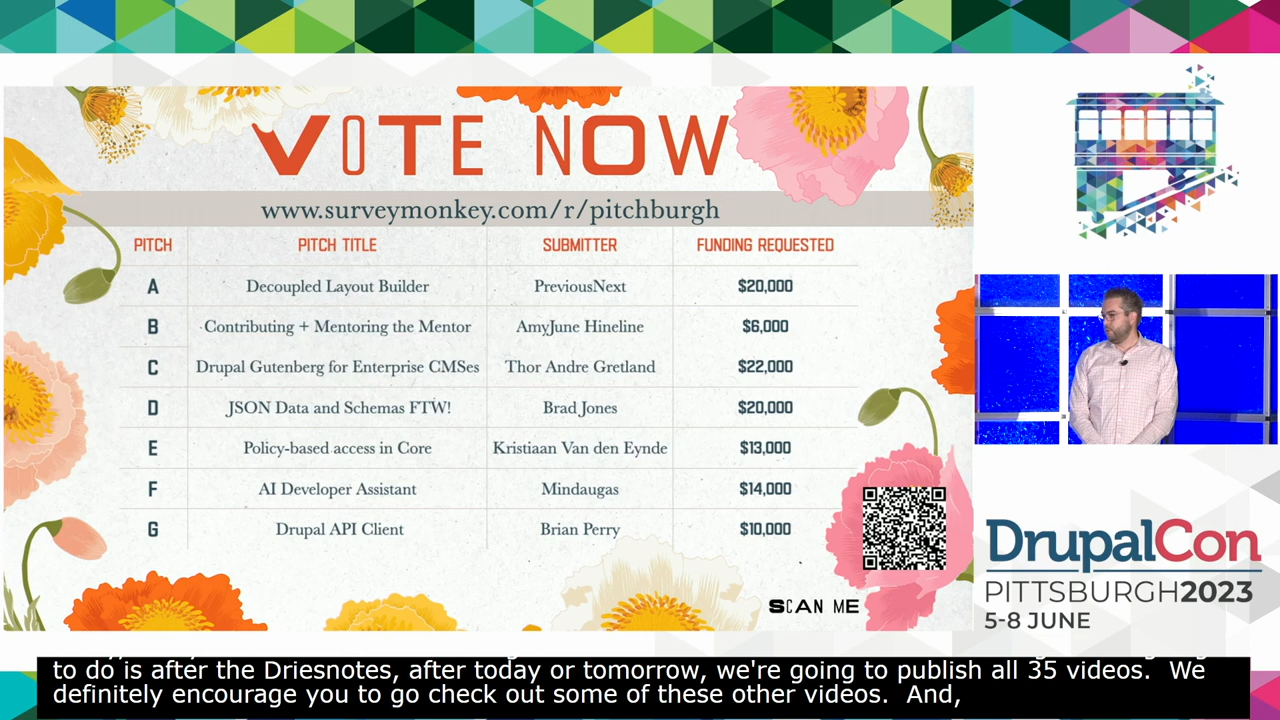 VOTE NOW
www.surveymonkey.com/r/pitchburgh
PITCH PITCH TITLE SUBMITTER FUNDING REQUESTED
A Decoupled Layout Builder PreviousNext $20,000
B Contributing + Mentoring the Mentor AmyJune Hineline $6,000
C Drupal Gutenberg for Enterprise CMSes Thor Andre Gretland $22,000
D JSON Data and Schemas FTW! Brad Jones $20,000
E Policy-based access in Core Kristiaan Van den Eynde $13,000
F AI Developer Assistant Mindaugas $14,000
G Drupal API Client Brian Perry $10,000
SCAN ME
DrupalCon
PITTSBURGH2023
5-8 JUNE
to do is after the Driesnotes, after today or tomorrow, we're going to publish all 35 videos. We
definitely encourage you to go check out some of these other videos. And,